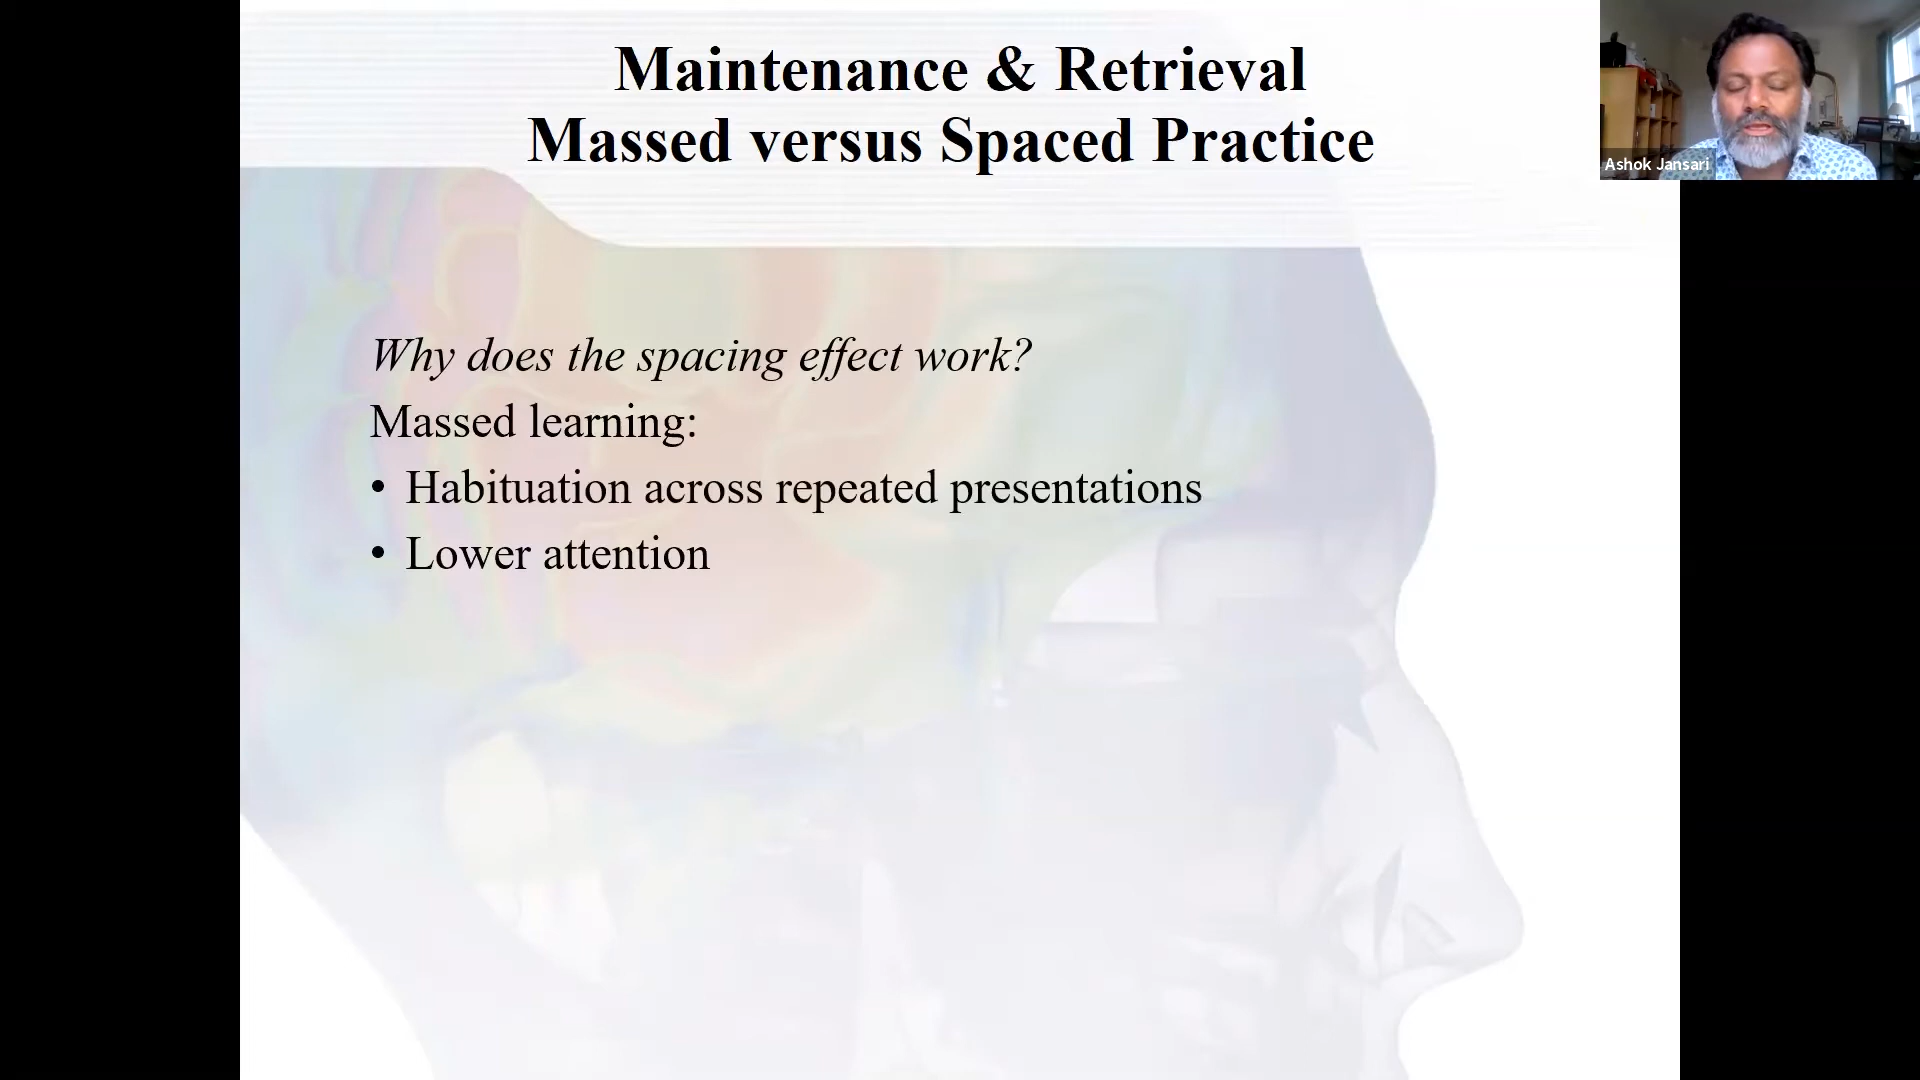 Maintenance & Retrieval
Massed versus Spaced Practice
Ashok Jansari
Why does the spacing effect work?
Massed learning:
• Habituation across repeated presentations
• Lower attention